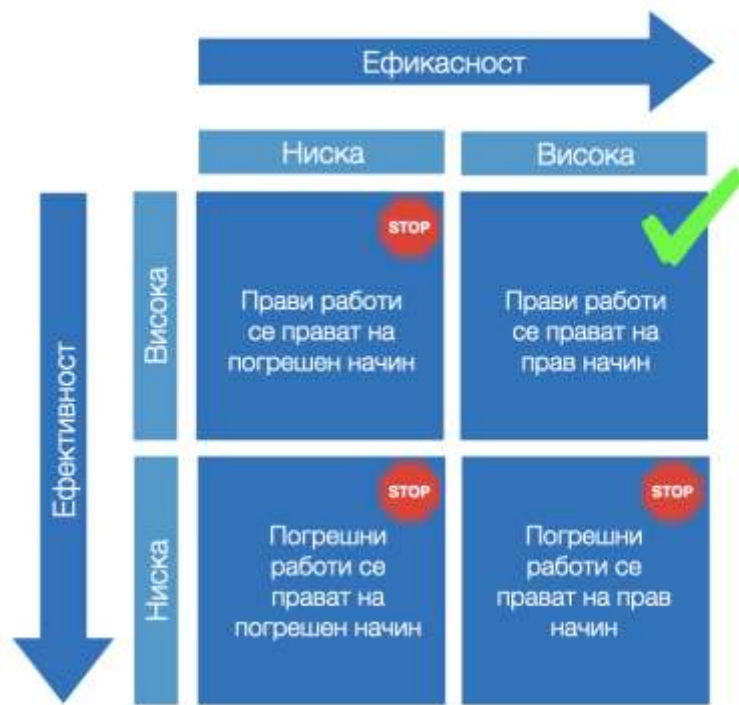 Ефикасност
Ниска
Висока
Ефективност
Висока
STOP
Прави работи
се прават на
погрешен начин
Прави работи
се прават на
прав начин
Ниска
STOP
Погрешни
работи се
прават на
погрешен начин
STOP
Погрешни
работи се
прават на прав
начин